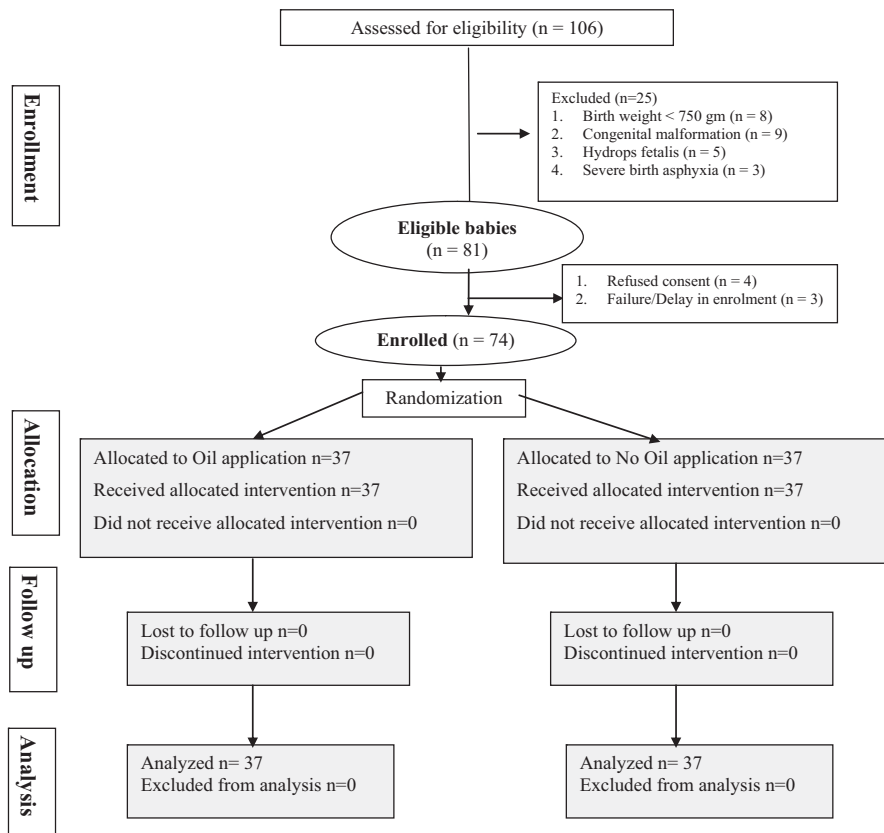 Assessed for eligibility (n = 106)
Enrollment
Excluded (n=25)
1. Birth weight < 750 gm (n = 8)
2. Congenital malformation (n = 9)
3. Hydrops fetalis (n = 5)
4. Severe birth asphyxia (n = 3)
Eligible babies
(n = 81)
1. Refused consent (n = 4)
2. Failure/Delay in enrolment (n = 3)
Enrolled (n = 74)
Randomization
Allocation
Allocated to Oil application n=37
Received allocated intervention n=37
Did not receive allocated intervention n=0
Allocated to No Oil application n=37
Received allocated intervention n=37
Did not receive allocated intervention n=0
Follow up
Lost to follow up n=0
Discontinued intervention n=0
Lost to follow up n=0
Discontinued intervention n=0
Analysis
Analyzed n= 37
Excluded from analysis n=0
Analyzed n= 37
Excluded from analysis n=0